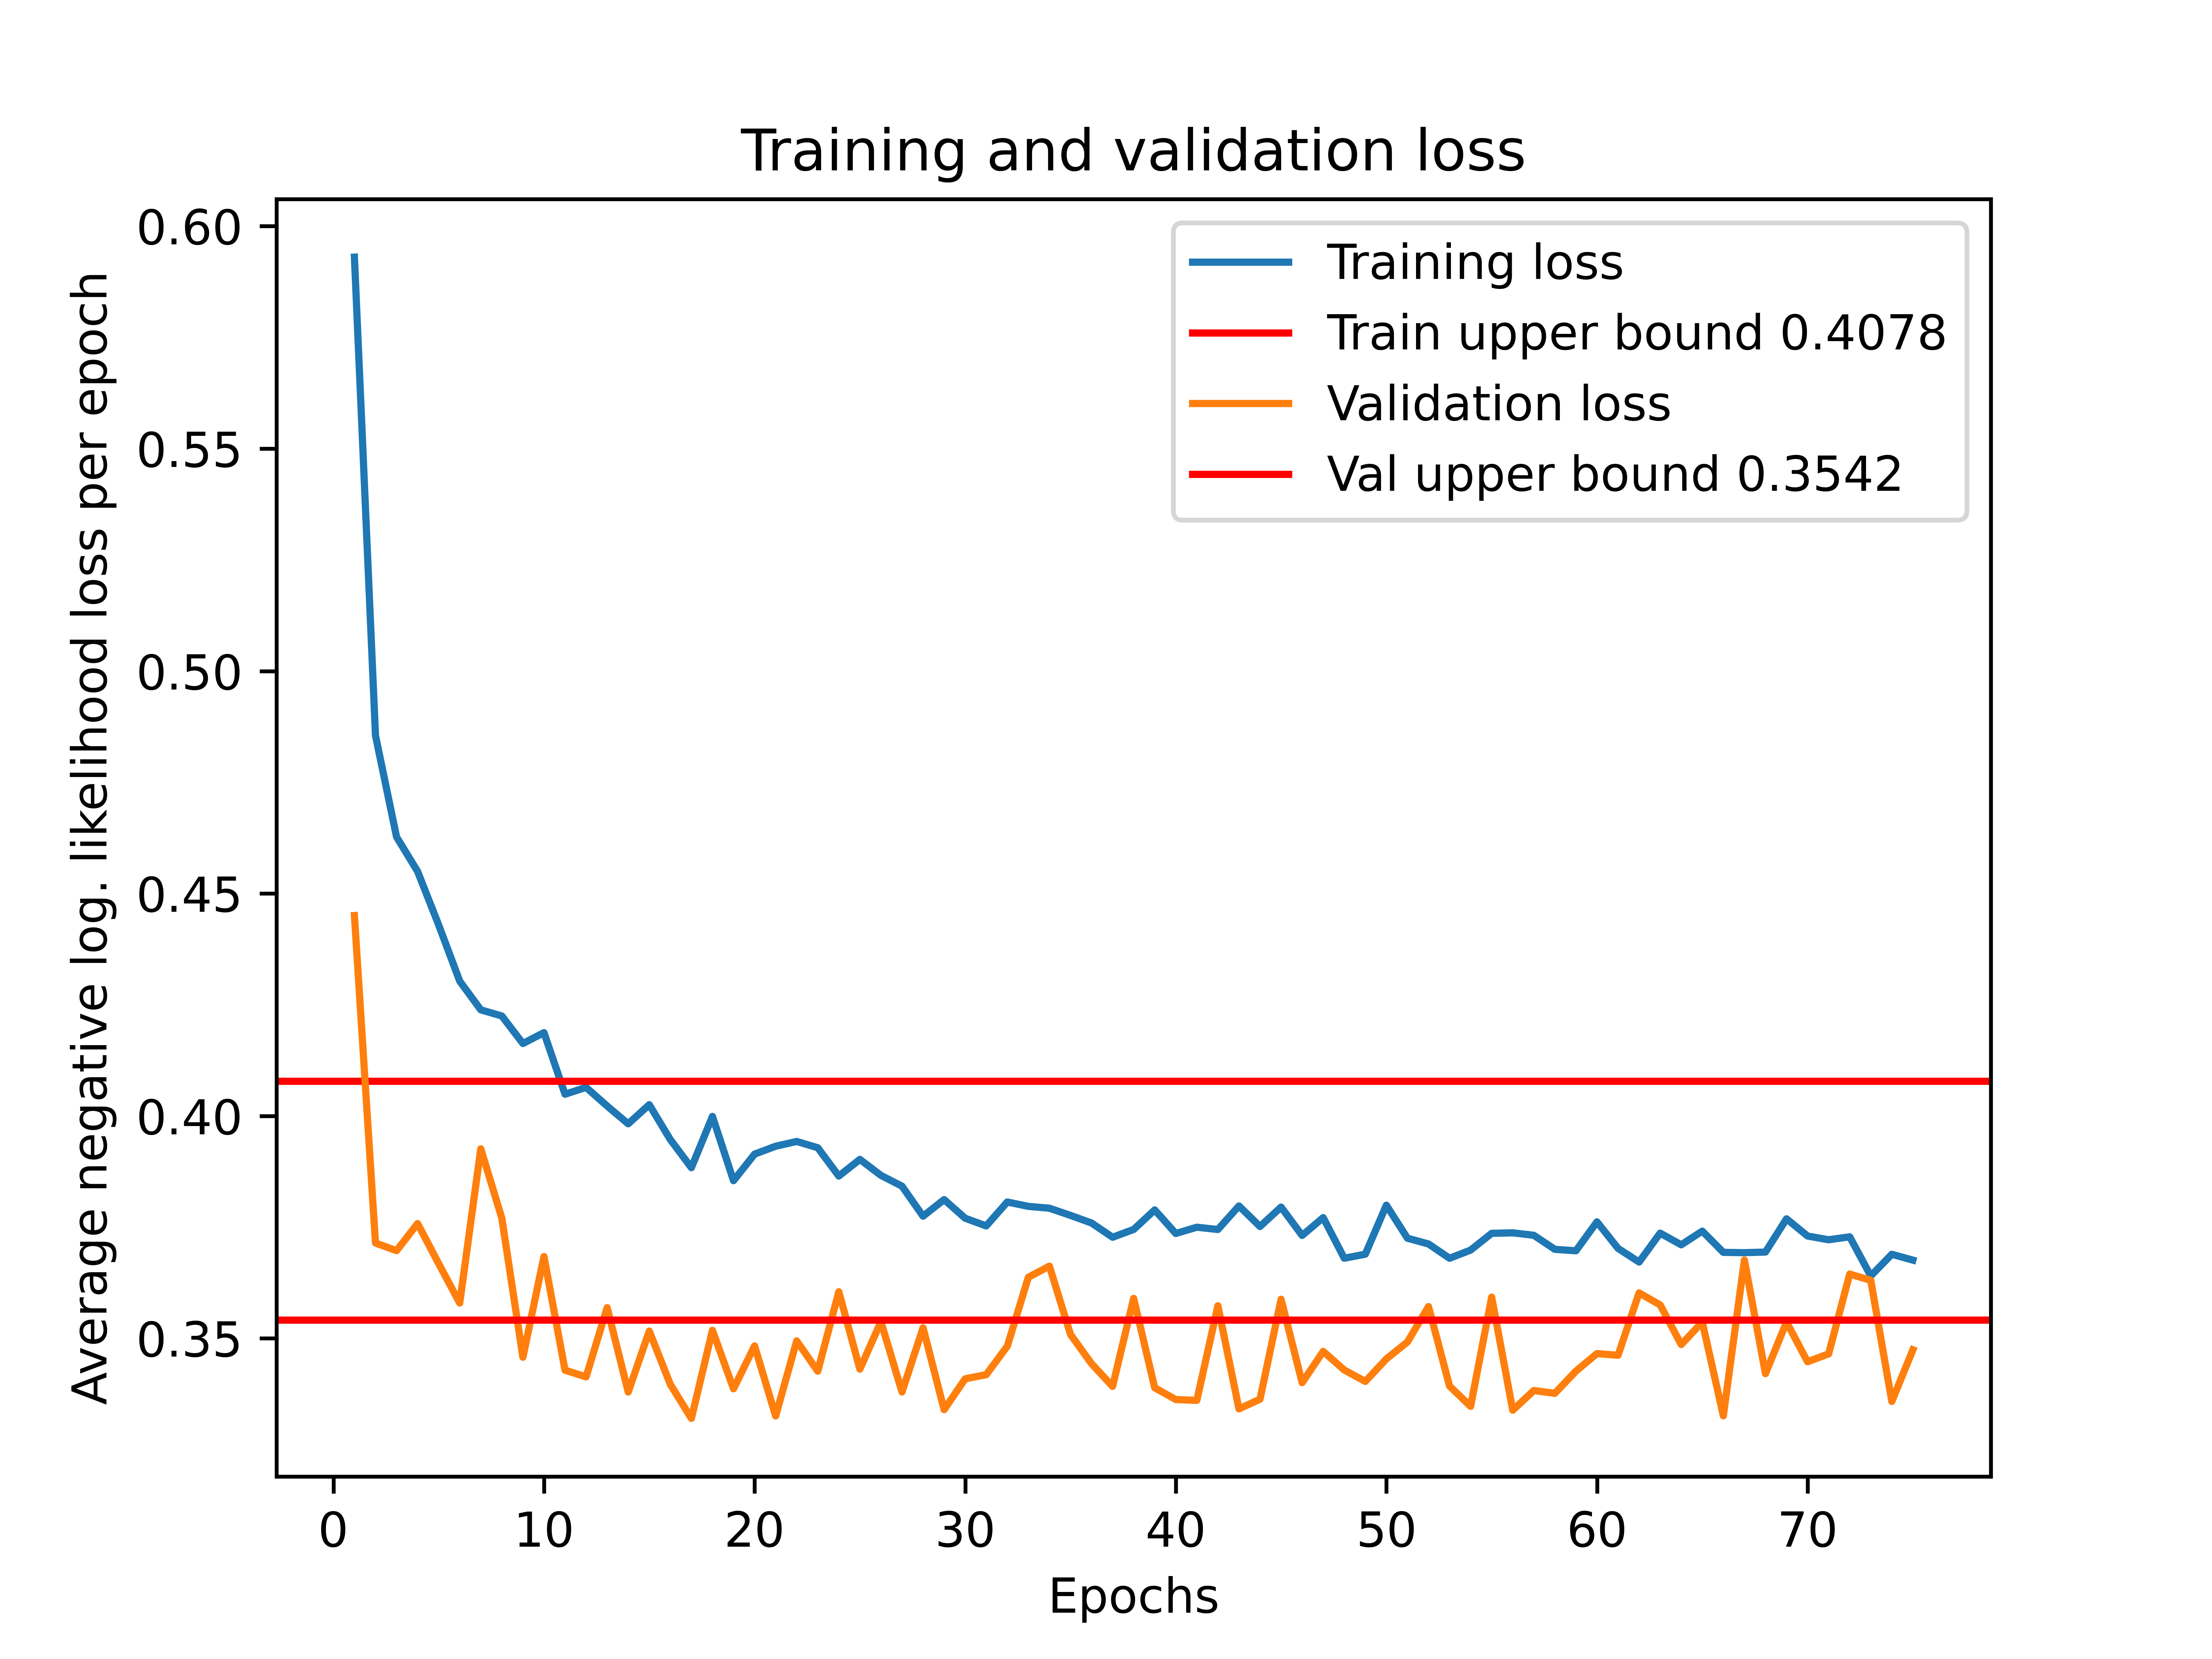 Training and validation loss
Average negative log. likelihood loss per epoch
0.60
0.55
0.50
0.45
0.40
0.35
Training loss
Train upper bound 0.4078
Validation loss
Val upper bound 0.3542
0 10 20 30 40 50 60 70
Epochs